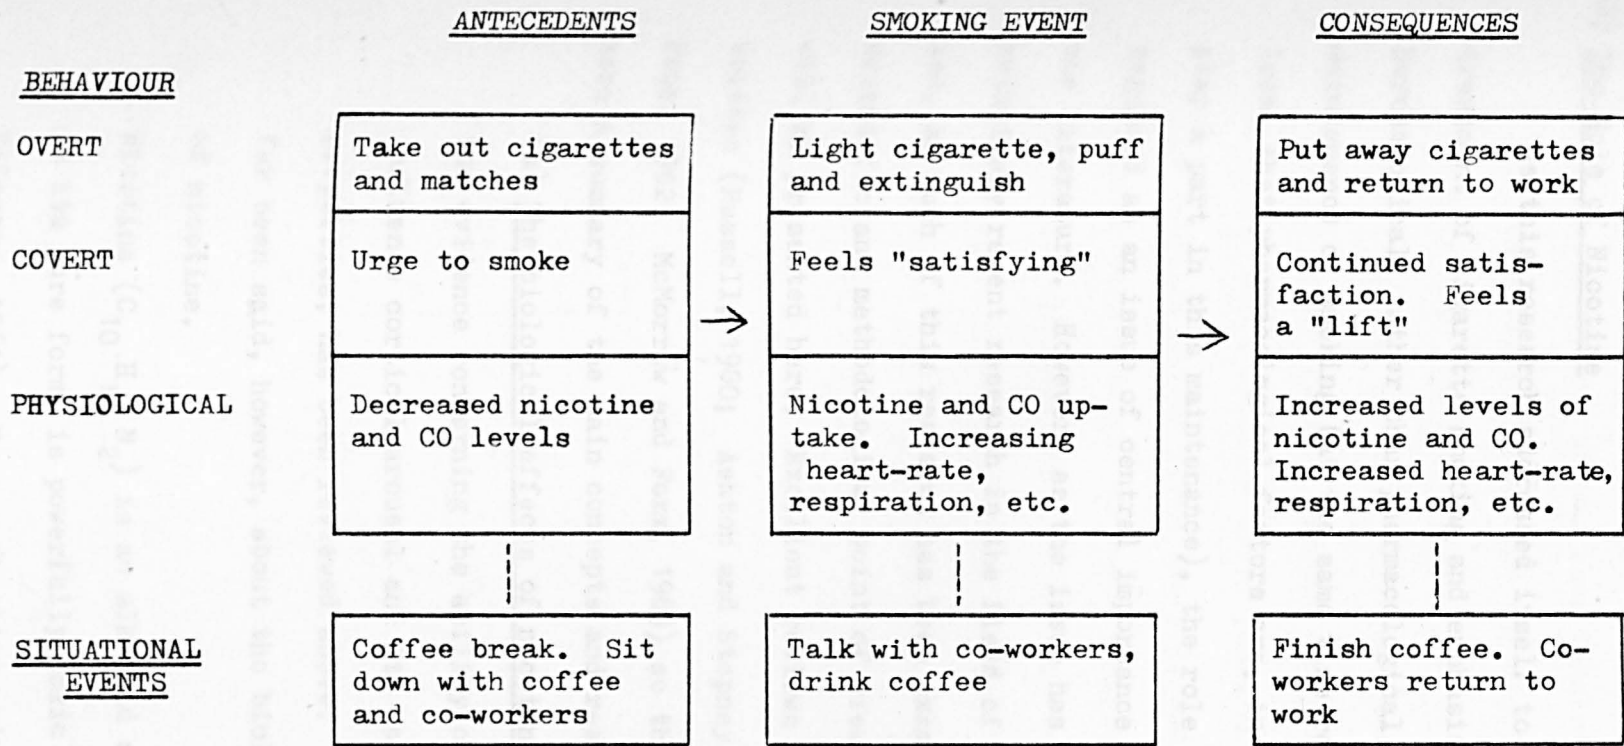 ANTECEDENTS
SMOKING EVENT
CONSEQUENCES
BEHAVIOUR
OVERT
Take out cigarettes
and matches
Light cigarette, puff
and extinguish
Put away cigarettes
and return to work
COVERT
Urge to smoke
Feels "satisfying"
Continued satis-
faction. Feels
a "lift"
PHYSIOLOGICAL
Decreased nicotine
and CO levels
Nicotine and CO up-
take. Increasing
heart-rate,
respiration, etc.
Increased levels of
nicotine and CO.
Increased heart-rate,
respiration, etc.
SITUATIONAL
EVENTS
Coffee break. Sit
down with coffee
and co-workers
Talk with co-workers,
drink coffee
Finish coffee. Co-
workers return to
work